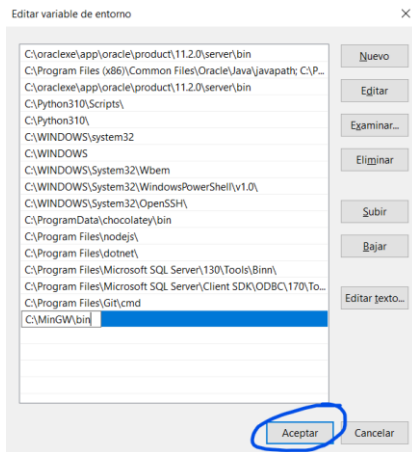 Editar variable de entorno
C:\oraclexe\app\oracle\product\11.2.0\server\bin
C:\Program Files (x86)\Common Files\Oracle\Java\javapath; C:\P...
C:\oraclexe\app\oracle\product\11.2.0\server\bin
C:\Python310\Scripts\
C:\Python310\
C:\WINDOWS\system32
C:\WINDOWS
C:\WINDOWS\System32\Wbem
C:\WINDOWS\System32\WindowsPowerShell\v1.0\
C:\WINDOWS\System32\OpenSSH\
C:\ProgramData\chocolatey\bin
C:\Program Files\nodejs\
C:\Program Files\dotnet\
C:\Program Files\Microsoft SQL Server\130\Tools\Binn\
C:\Program Files\Microsoft SQL Server\Client SDK\ODBC\170\To...
C:\Program Files\Git\cmd
C:\MinGW\bin
Nuevo
Editar
Examinar...
Eliminar
Subir
Bajar
Editar texto...
Aceptar
Cancelar